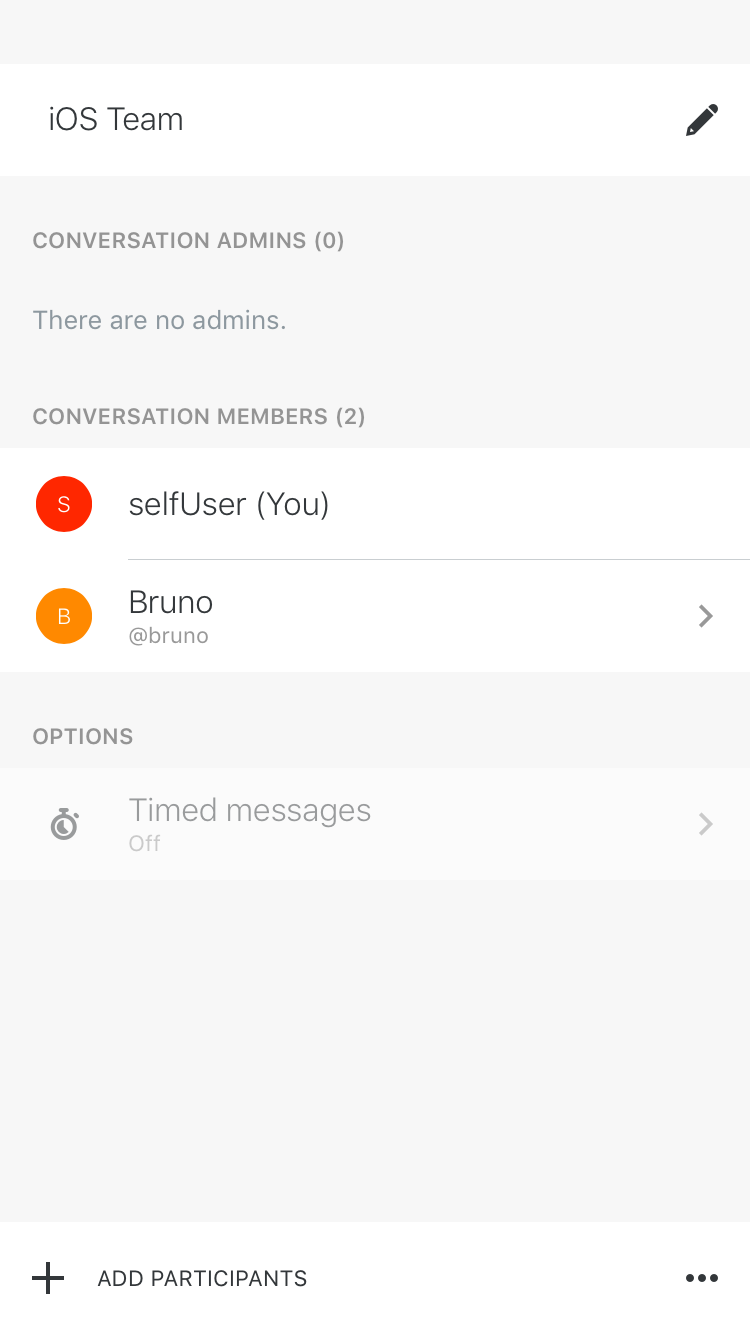 iOS Team
CONVERSATION ADMINS (0)
There are no admins.
CONVERSATION MEMBERS (2)
S
selfUser (You)
B
Bruno
@bruno
OPTIONS
Timed messages
Off
ADD PARTICIPANTS